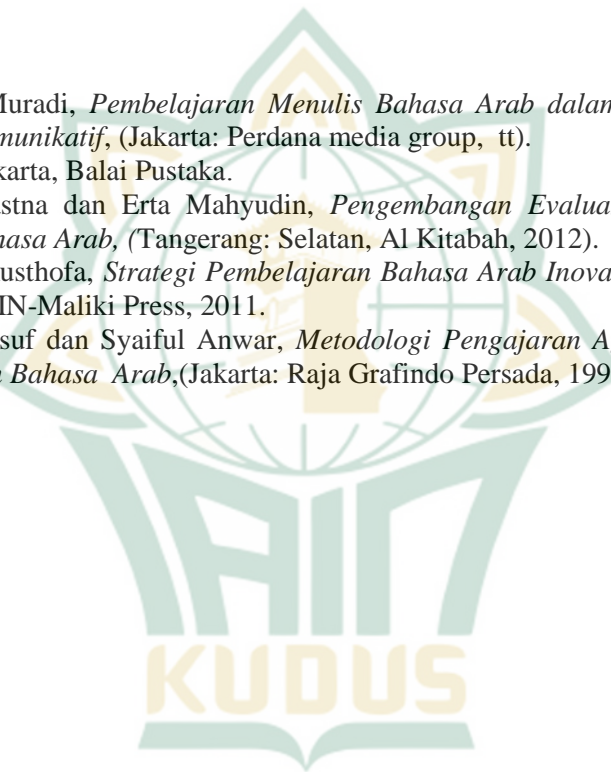 Muradi, Pembelajaran Menulis Bahasa Arab dalam
munikatif, (Jakarta: Perdana media group, tt).
karta, Balai Pustaka.
stna dan Erta Mahyudin, Pengembangan Evalua
hasa Arab, (Tangerang: Selatan, Al Kitabah, 2012).
usthofa, Strategi Pembelajaran Bahasa Arab Inova
IN-Maliki Press, 2011.
suf dan Syaiful Anwar, Metodologi Pengajaran A
n Bahasa Arab,(Jakarta: Raja Grafindo Persada, 199
IAIN
KUDUS